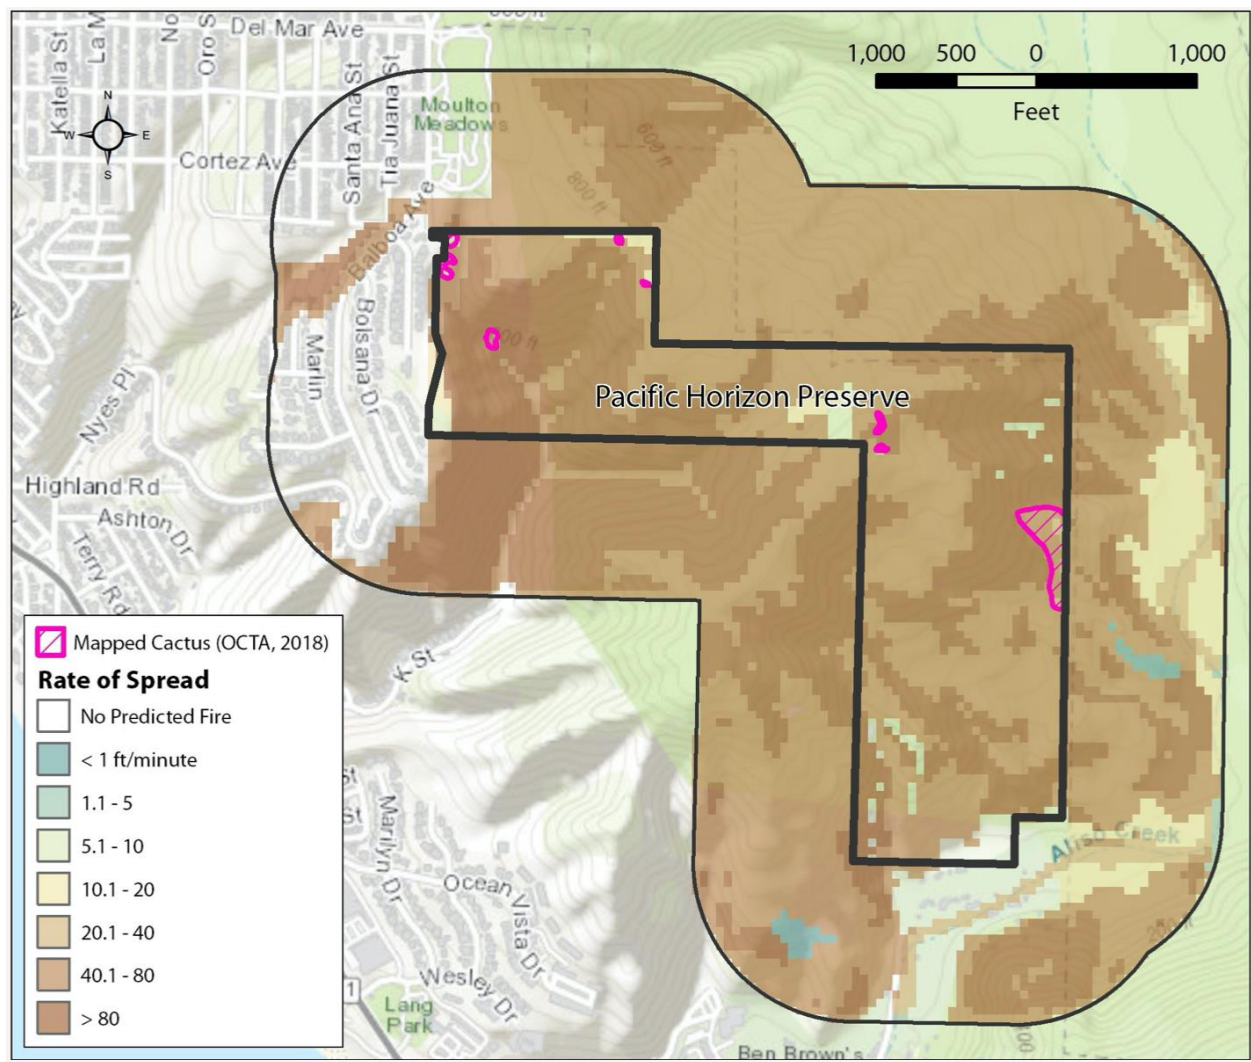 Del Mar Ave
Katella St
La M
No
Oro S
Santa Ana St
Tia Juana St
Moulton
Meadows
Cortez Ave
N
W
E
S
1,000
500
0
1,000
Feet
600 ft
800 ft
Balboa Ave
Bolsana Dr
Marlin
Nyes Pl
Pacific Horizon Preserve
Highland Rd
Ashton Dr
Terry Rd
K St
Mapped Cactus (OCTA, 2018)
Rate of Spread
No Predicted Fire
< 1 ft/minute
1.1 - 5
5.1 - 10
10.1 - 20
20.1 - 40
40.1 - 80
> 80
St
St
Marilyn Dr
Ocean Vista Dr
Wesley Dr
1
Lang
Park
Aliso Creek
Ben Brown's